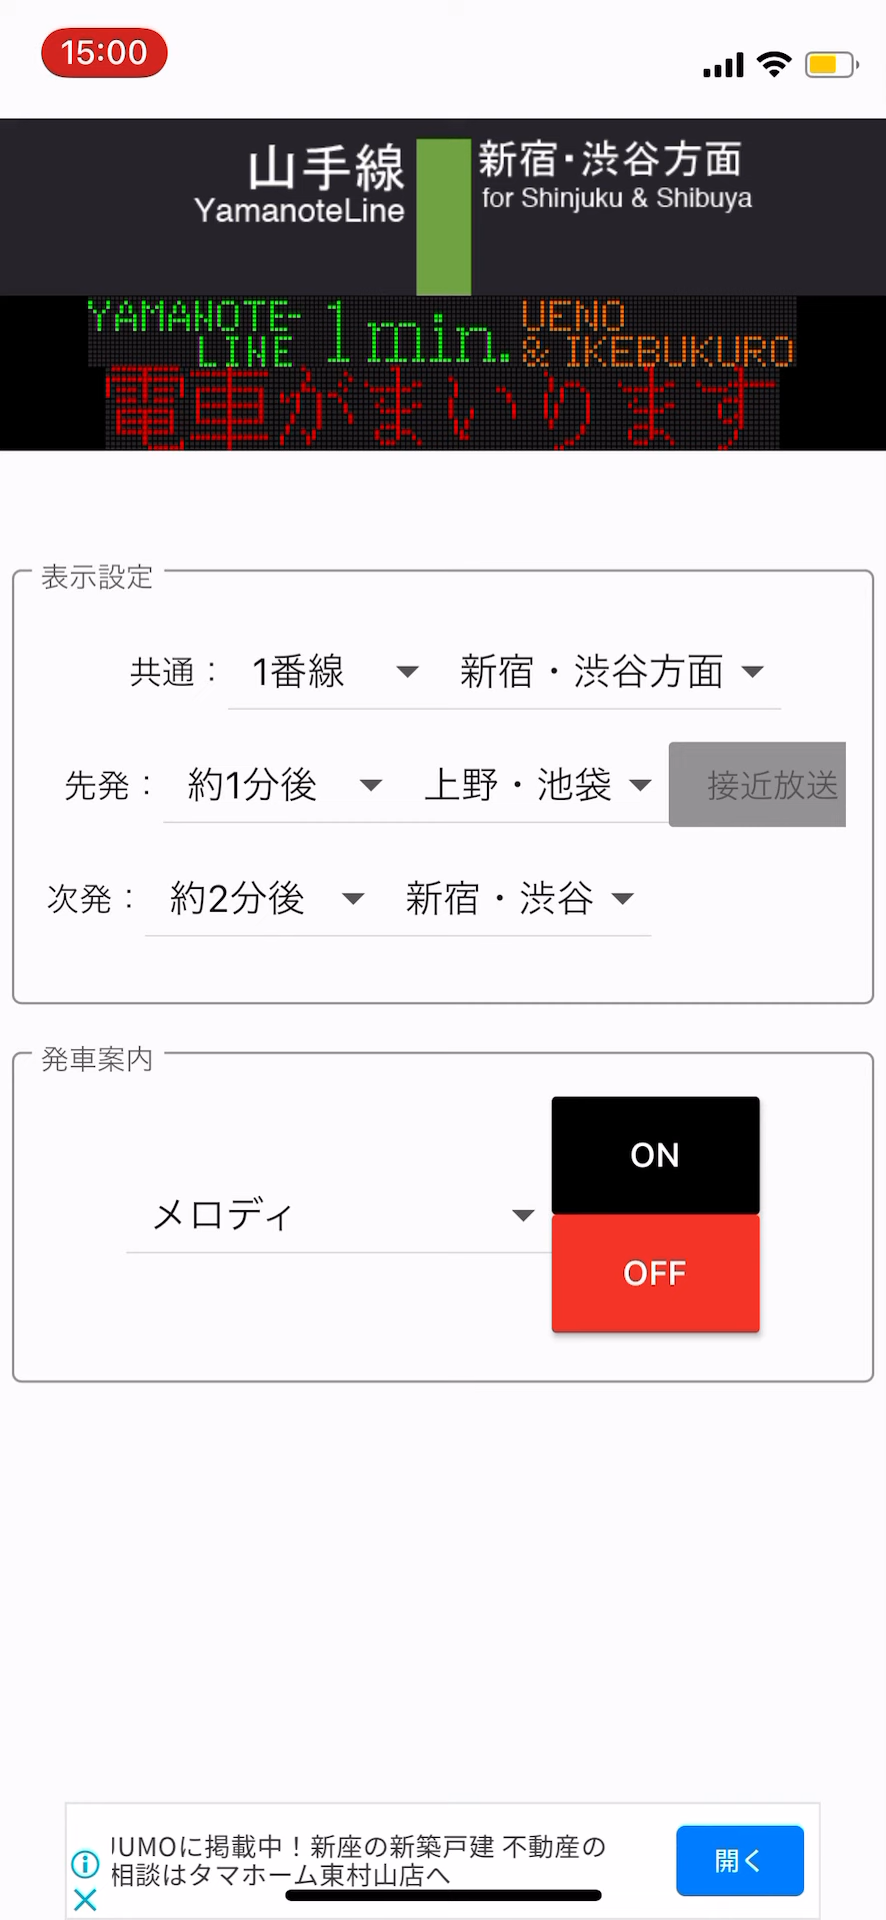 15:00
山手線
YamanoteLine
新宿・渋谷方面
for Shinjuku & Shibuya
YAMANOTE-
LINE
1 min.
UENO
& IKEBUKURO
電車がまいります
表示設定
共通： 1番線 新宿・渋谷方面
先発： 約1分後 上野・池袋 接近放送
次発： 約2分後 新宿・渋谷
発車案内
メロディ
ON
OFF
UMOに掲載中！新座の新築戸建 不動産の
相談はタマホーム東村山店へ
開く